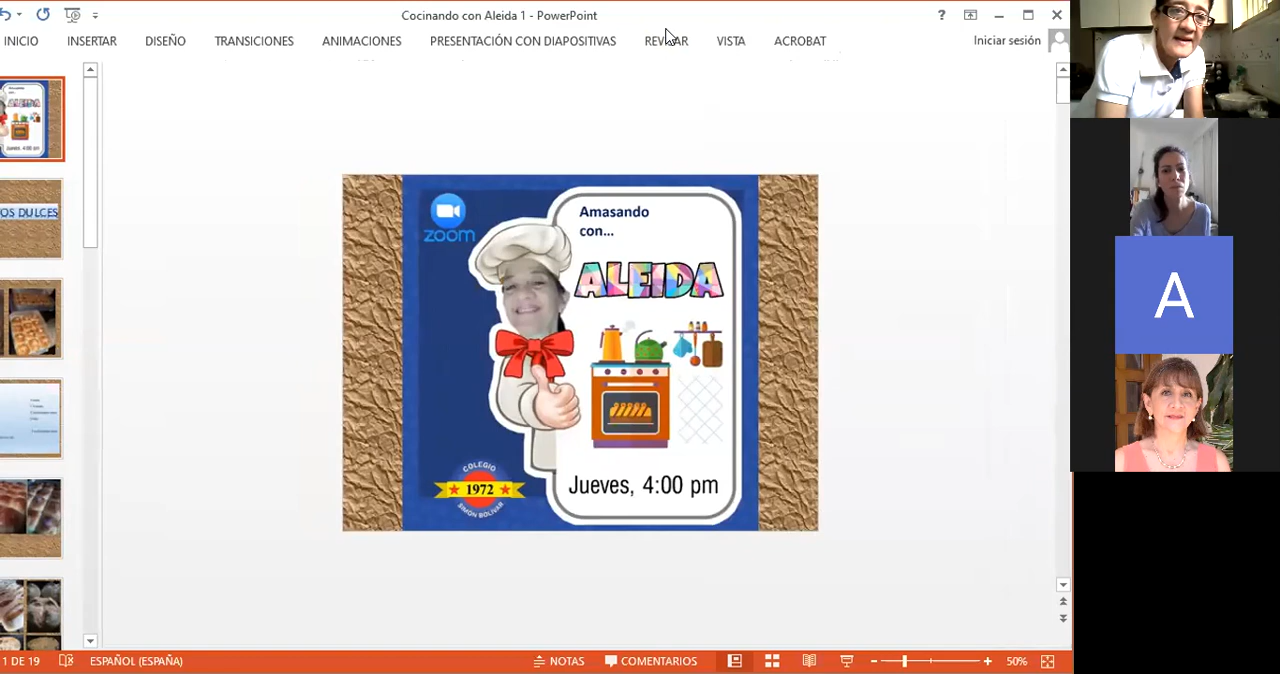 Cocinando con Aleida 1 - PowerPoint
?
INICIO INSERTAR DISEÑO TRANSICIONES ANIMACIONES PRESENTACIÓN CON DIAPOSITIVAS REVISAR VISTA ACROBAT Iniciar sesión
OS DULCES
zoom
Amasando
con...
ALEIDA
COLEGIO
1972
SIMÓN BOLÍVAR
Jueves, 4:00 pm
A
1 DE 19 ESPAÑOL (ESPAÑA) NOTAS COMENTARIOS 50%